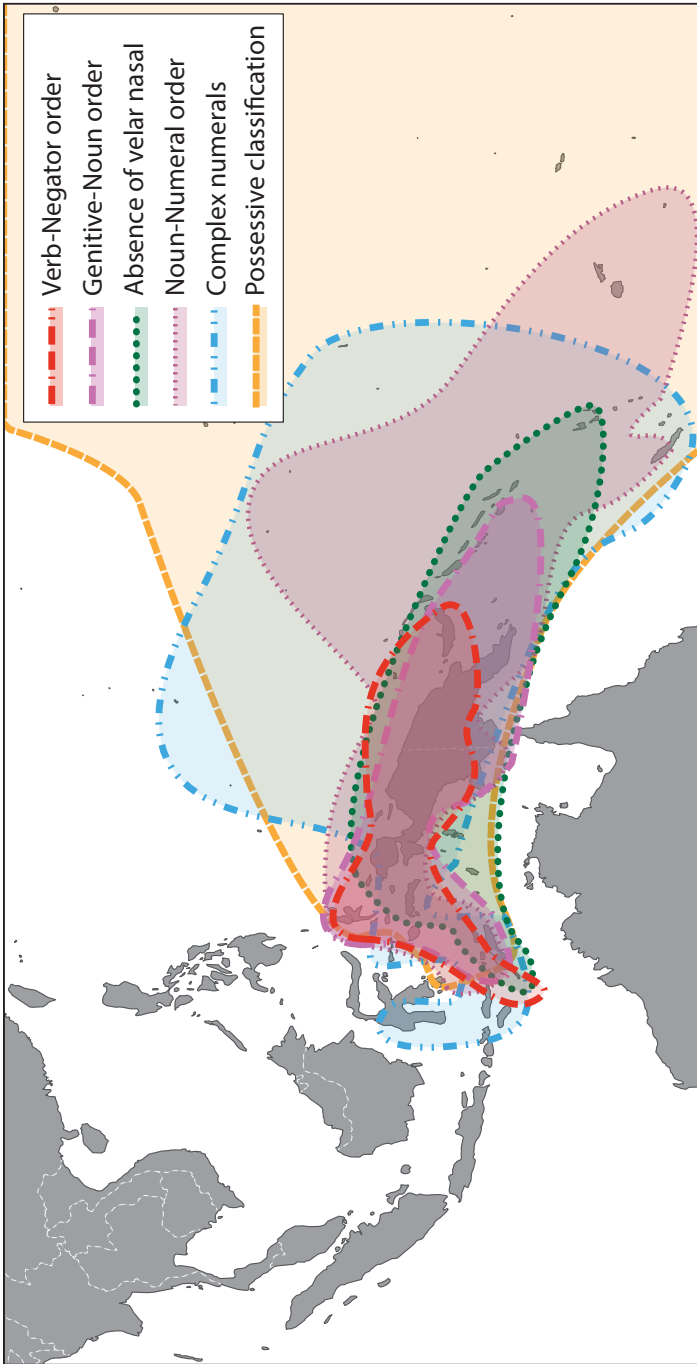 Verb-Negator order
Genitive-Noun order
Absence of velar nasal
Noun-Numeral order
Complex numerals
Possessive classification